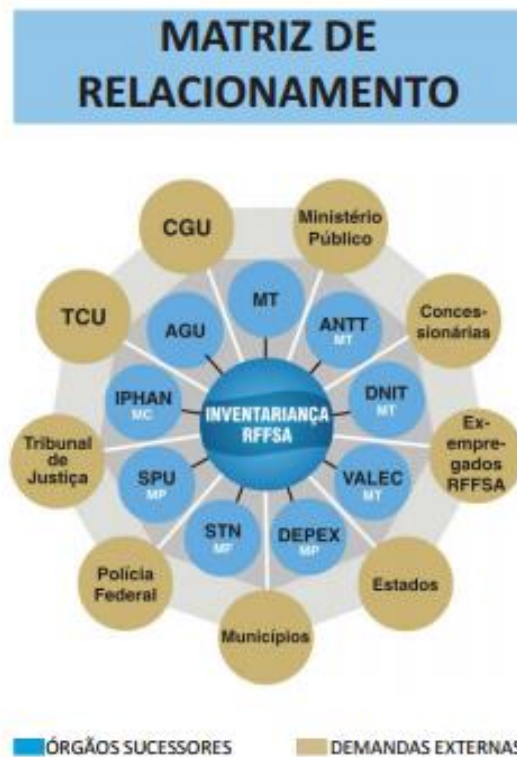 MATRIZ DE
RELACIONAMENTO
CGU
Ministério
Público
TCU
Conces-
sionárias
Tribunal
de
Justiça
Ex-
empre-
gados
RFFSA
Polícia
Federal
Estados
Municípios
MT
AGU
ANTT
MT
IPHAN
MC
DNIT
MT
SPU
MP
VALEC
MT
STN
MF
DEPEX
MP
INVENTARIANÇA
RFFSA
ÓRGÃOS SUCESSORES
DEMANDAS EXTERNAS